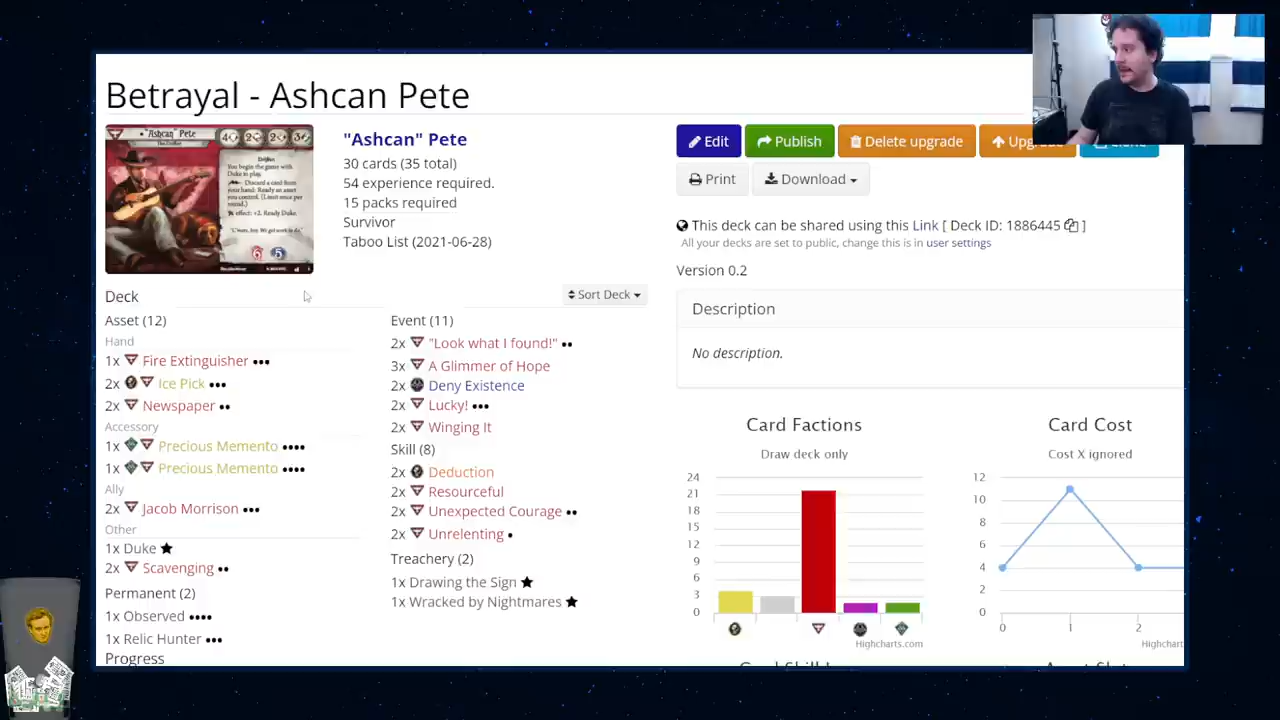 Betrayal - Ashcan Pete
"Ashcan" Pete
"Ashcan" Pete
30 cards (35 total)
54 experience required.
15 packs required
Survivor
Taboo List (2021-06-28)
Edit
Publish
Delete upgrade
Print
Download
This deck can be shared using this Link [ Deck ID: 1886445 ]
All your decks are set to public, change this is in user settings
Version 0.2
Description
No description.
Deck
Sort Deck
Asset (12)
Hand
1x Fire Extinguisher •••
2x Ice Pick •••
2x Newspaper ••
Accessory
1x Precious Memento ••••
1x Precious Memento ••••
Ally
2x Jacob Morrison •••
Other
1x Duke ★
2x Scavenging ••
Permanent (2)
1x Observed ••••
1x Relic Hunter •••
Progress
Event (11)
2x "Look what I found!" ••
3x A Glimmer of Hope
2x Deny Existence
2x Lucky! •••
2x Winging It
Skill (8)
2x Deduction
2x Resourceful
2x Unexpected Courage ••
2x Unrelenting •
Treachery (2)
1x Drawing the Sign ★
1x Wracked by Nightmares ★
Card Factions
Draw deck only
24
21
18
15
12
9
6
3
0
Highcharts.com
Card Cost
Cost X ignored
12
10
8
6
4
2
0
0
1
2